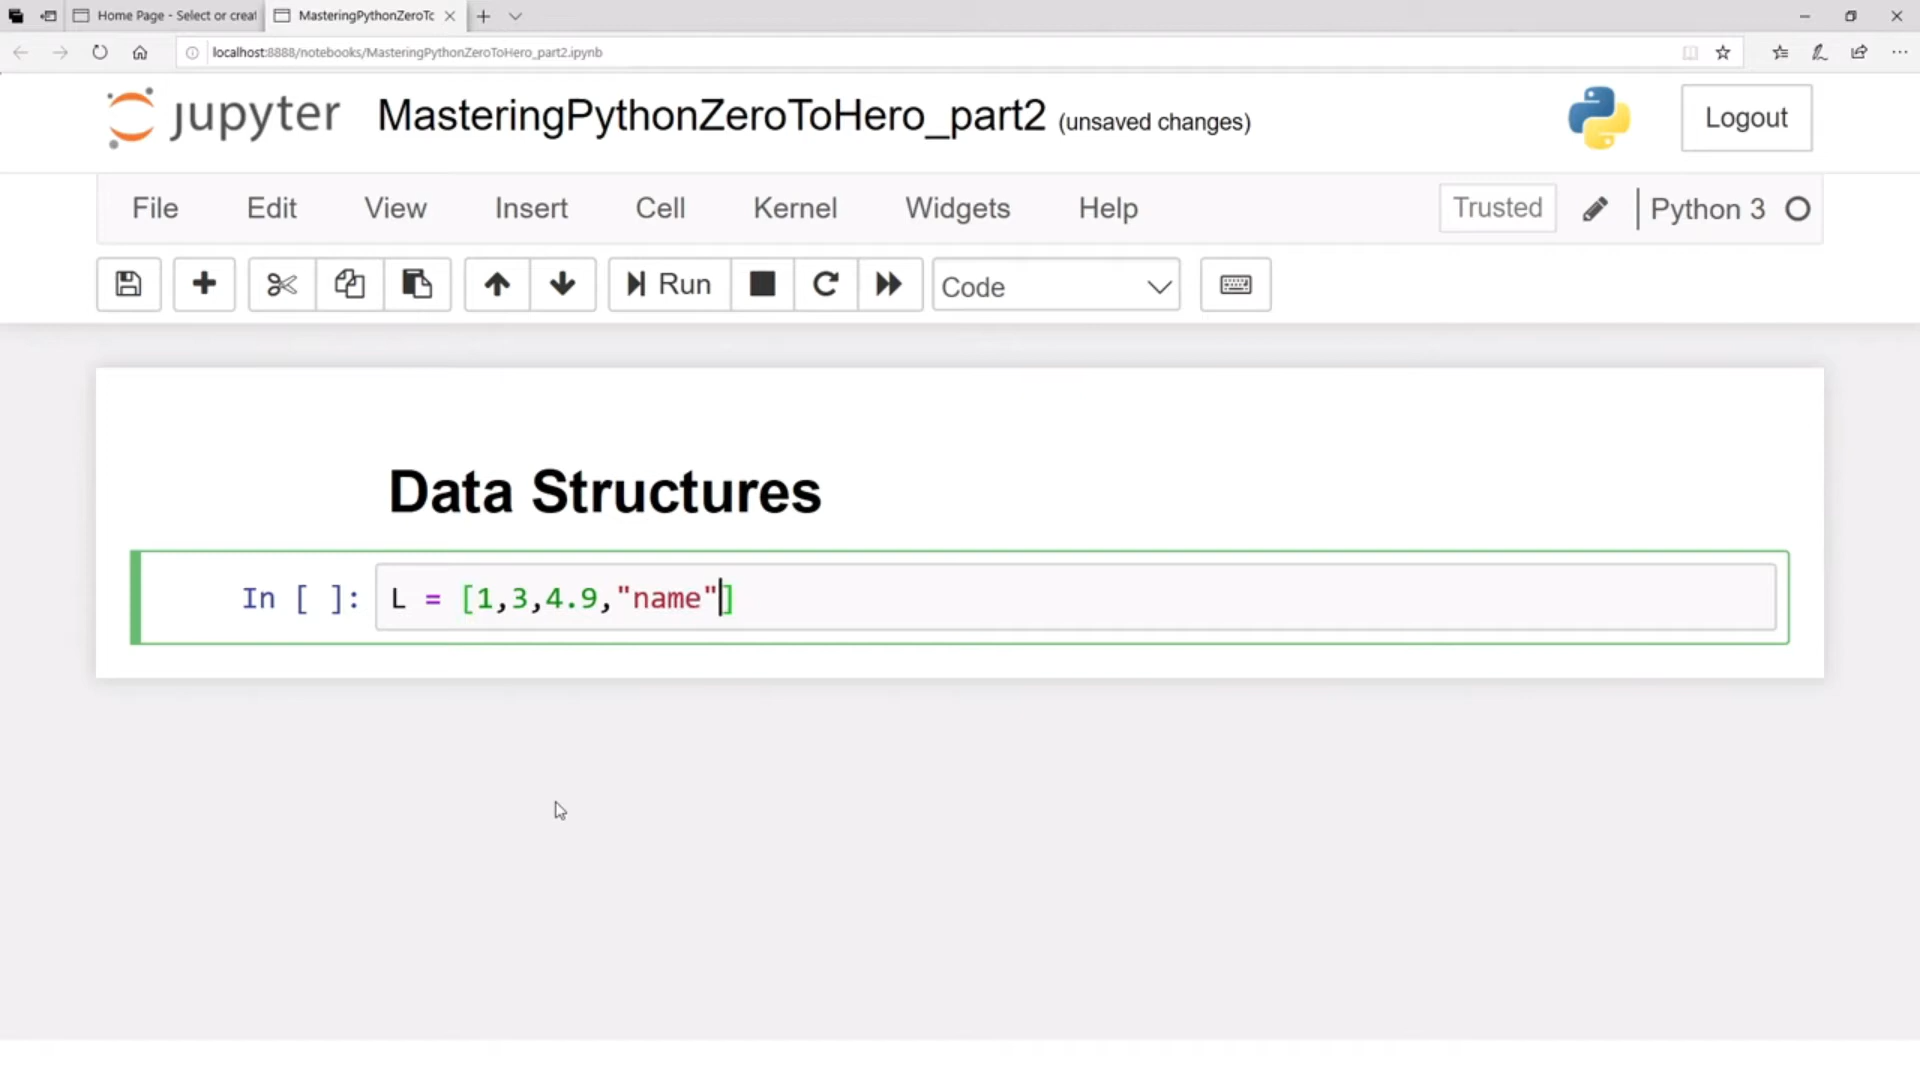 Home Page - Select or creat
MasteringPythonZeroTc
localhost:8888/notebooks/MasteringPythonZeroToHero_part2.ipynb
jupyter MasteringPythonZeroToHero_part2 (unsaved changes) Logout
File Edit View Insert Cell Kernel Widgets Help Trusted Python 3
Run Code
Data Structures
In [ ]: L = [1,3,4.9,"name"]